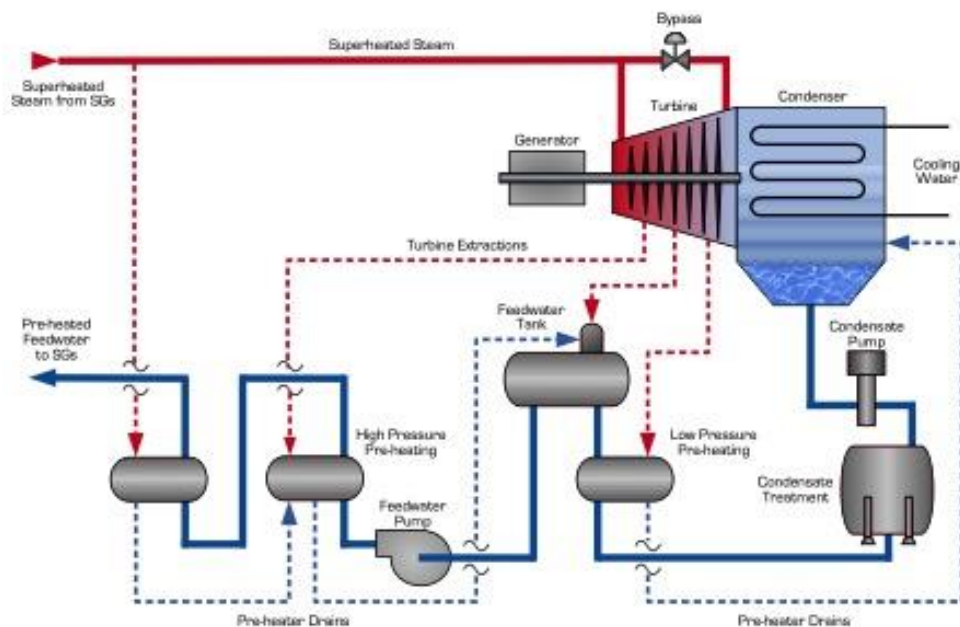 Bypass
Superheated Steam
Superheated
Steam from SGs
Turbine
Condenser
Generator
Cooling
Water
Turbine Extractions
Feedwater
Tank
Pre-heated
Feedwater
to SGs
Condensate
Pump
High Pressure
Pre-heating
Low Pressure
Pre-heating
Condensate
Treatment
Feedwater
Pump
Pre-heater Drains
Pre-heater Drains